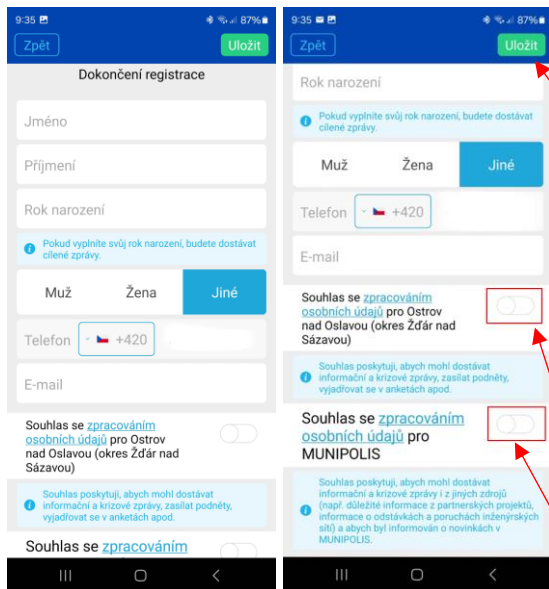 9:35 87%
Zpět Uložit
Dokončení registrace
Jméno
Příjmení
Rok narození
Pokud vyplníte svůj rok narození, budete dostávat
cílené zprávy.
Muž Žena Jiné
Telefon +420
E-mail
Souhlas se zpracováním
osobních údajů pro Ostrov
nad Oslavou (okres Žďár nad
Sázavou)
Souhlas poskytuji, abych mohl dostávat
informační a krizové zprávy, zasílat podněty,
vyjadřovat se v anketách apod.
Souhlas se zpracováním
9:35 87%
Zpět Uložit
Rok narození
Pokud vyplníte svůj rok narození, budete dostávat
cílené zprávy.
Muž Žena Jiné
Telefon +420
E-mail
Souhlas se zpracováním
osobních údajů pro Ostrov
nad Oslavou (okres Žďár nad
Sázavou)
Souhlas poskytuji, abych mohl dostávat
informační a krizové zprávy, zasílat podněty,
vyjadřovat se v anketách apod.
Souhlas se zpracováním
osobních údajů pro
MUNIPOLIS
Souhlas poskytuji, abych mohl dostávat
informační a krizové zprávy i z jiných zdrojů
(např. důležité informace z partnerských projektů,
informace o odstávkách a poruchách inženýrských
sítí) a abych byl informován o novinkách v
MUNIPOLIS.